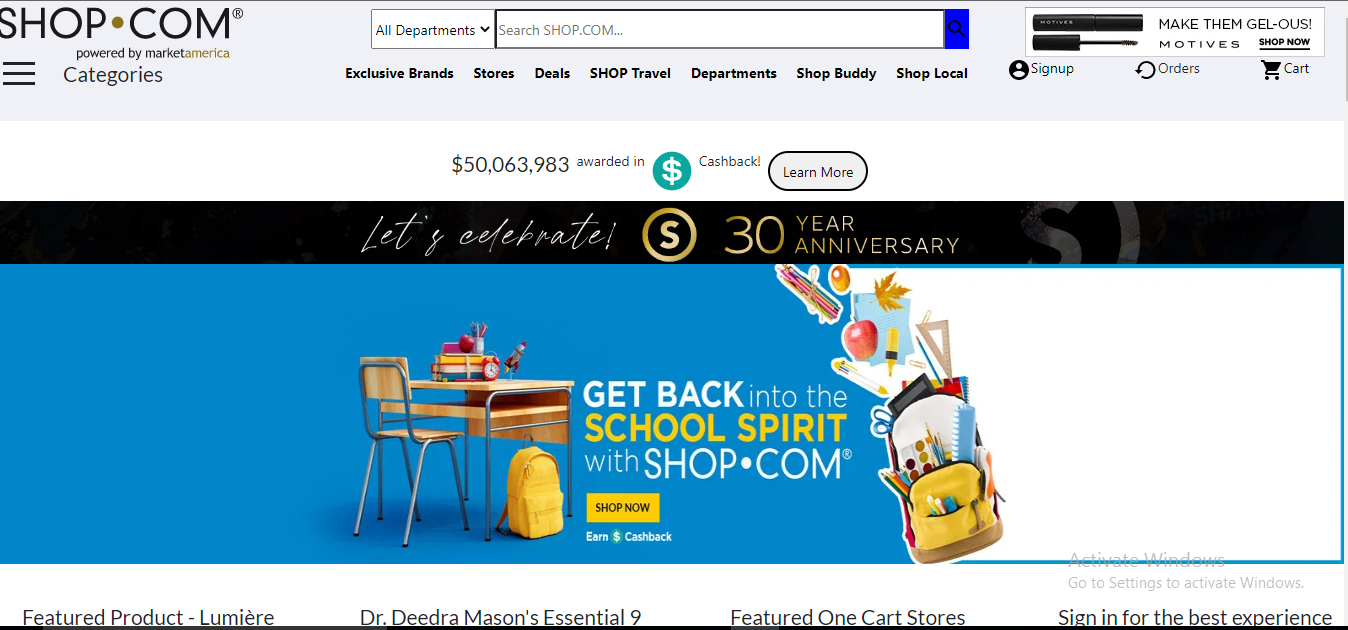 SHOP•COM®
powered by marketamerica
Categories
All Departments
Search SHOP.COM...
MOTIVES
MAKE THEM GEL-OUS!
MOTIVES SHOP NOW
Exclusive Brands Stores Deals SHOP Travel Departments Shop Buddy Shop Local
Signup Orders Cart
$50,063,983 awarded in $ Cashback! Learn More
Let's celebrate! S 30 YEAR
ANNIVERSARY
GET BACK into the
SCHOOL SPIRIT
with SHOP•COM®
SHOP NOW
Earn $ Cashback
Activate Windows
Go to Settings to activate Windows.
Featured Product - Lumière Dr. Deedra Mason's Essential 9 Featured One Cart Stores Sign in for the best experience